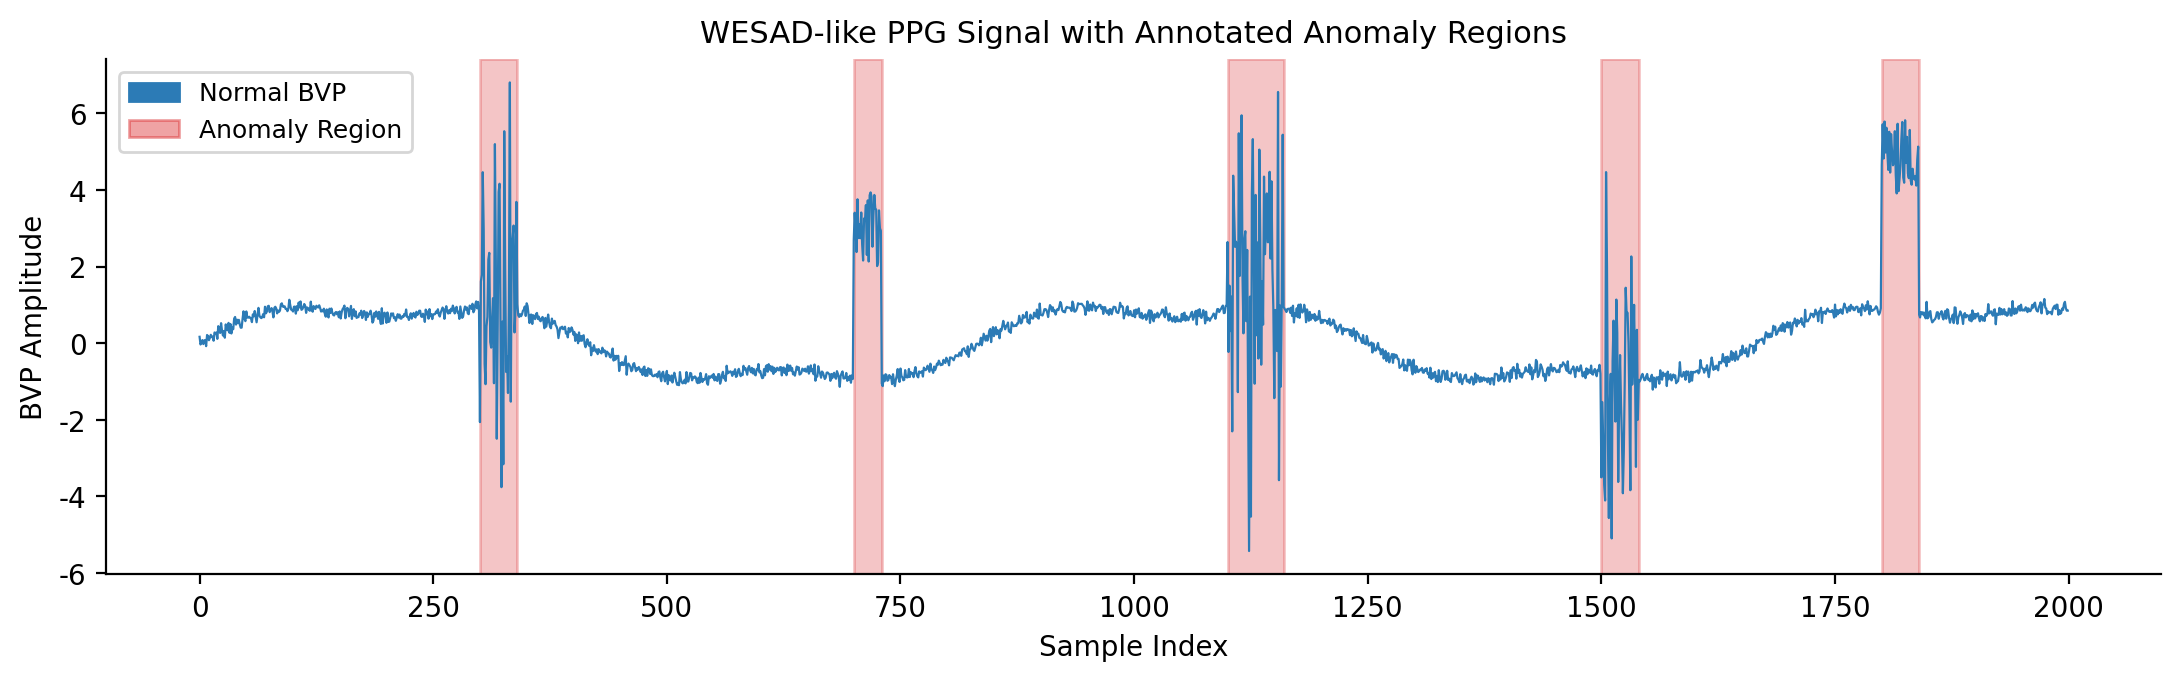 WESAD-like PPG Signal with Annotated Anomaly Regions
Normal BVP
Anomaly Region
BVP Amplitude
6
4
2
0
-2
-4
-6
0 250 500 750 1000 1250 1500 1750 2000
Sample Index